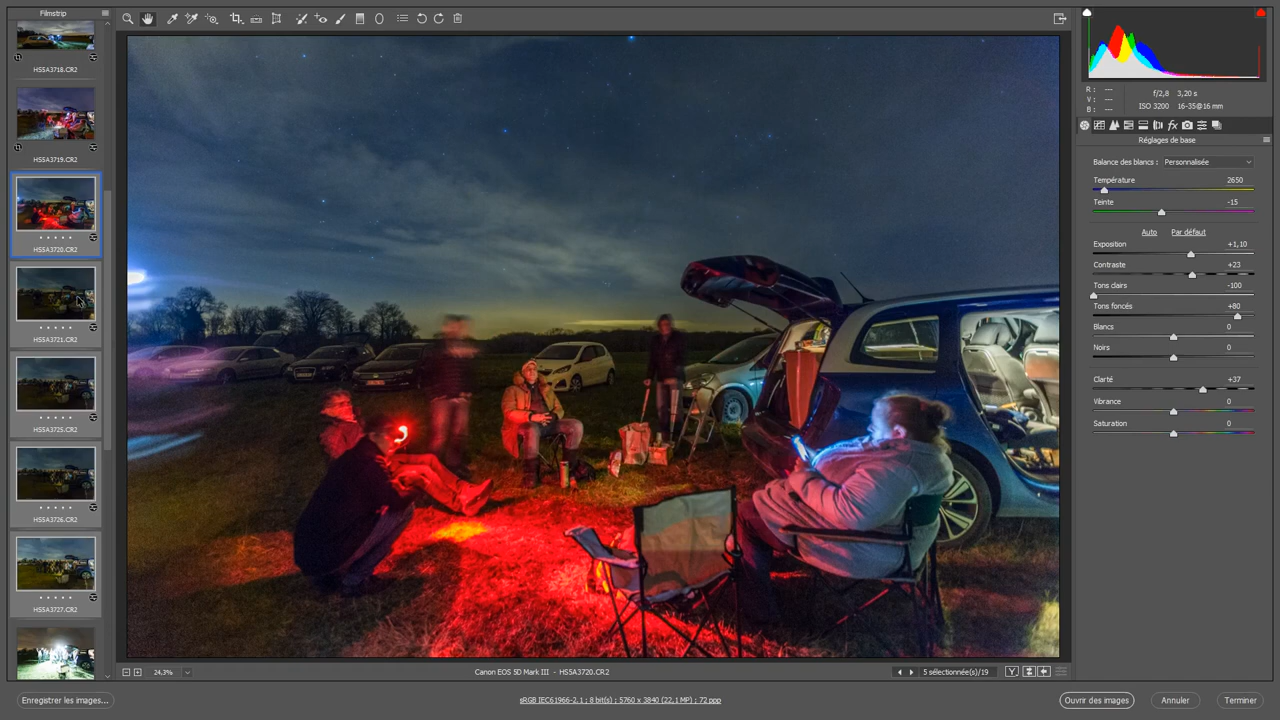 Filmstrip
HS5A3718.CR2
HS5A3719.CR2
HS5A3720.CR2
HS5A3721.CR2
HS5A3725.CR2
HS5A3726.CR2
HS5A3727.CR2
R : ---
V : ---
B : ---
f/2,8 3,20 s
ISO 3200 16-35@16 mm
fx
Réglages de base
Balance des blancs : Personnalisée
Température 2650
Teinte -15
Auto Par défaut
Exposition +1,10
Contraste +23
Tons clairs -100
Tons foncés +80
Blancs 0
Noirs 0
Clarté +37
Vibrance 0
Saturation 0
24,3% Canon EOS 5D Mark III - HS5A3720.CR2 5 sélectionnée(s)/19 Y
Enregistrer les images... sRGB IEC61966-2.1 ; 8 bit(s) ; 5760 x 3840 (22,1 MP) ; 72 ppp Ouvrir des images Annuler Terminer